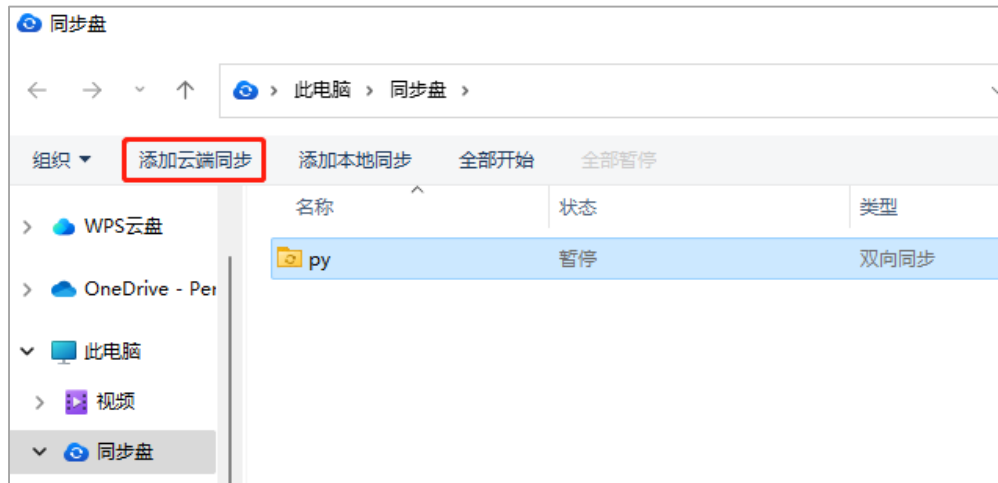 同步盘
此电脑 > 同步盘 >
组织 添加云端同步 添加本地同步 全部开始 全部暂停
名称 状态 类型
WPS云盘
py 暂停 双向同步
OneDrive - Per
此电脑
视频
同步盘